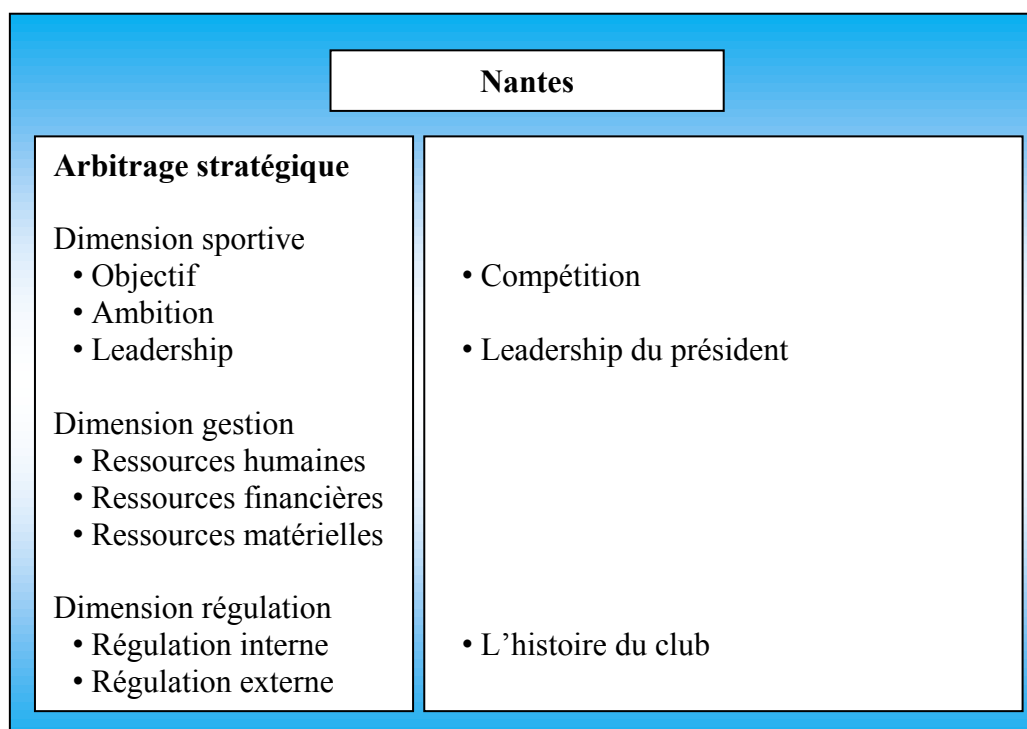 Nantes
Arbitrage stratégique
Dimension sportive
• Objectif
• Ambition
• Leadership
Dimension gestion
• Ressources humaines
• Ressources financières
• Ressources matérielles
Dimension régulation
• Régulation interne
• Régulation externe
• Compétition
• Leadership du président
• L’histoire du club